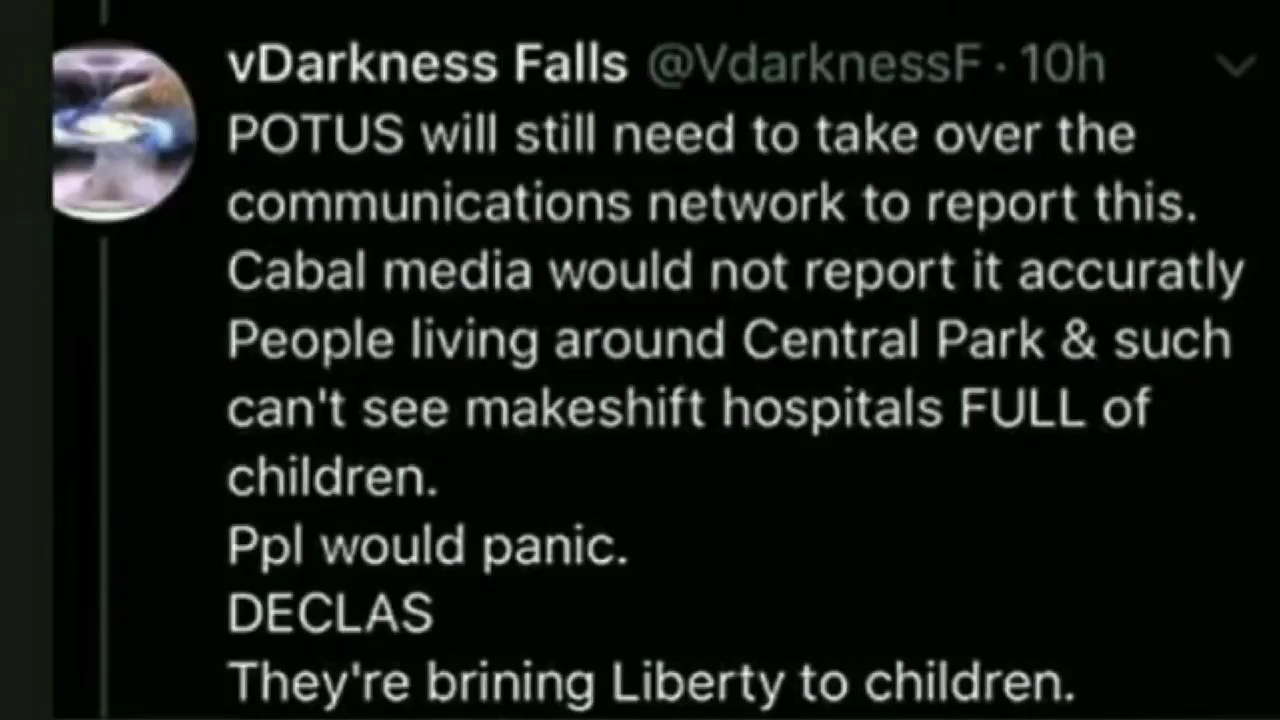 vDarkness Falls @VdarknessF · 10h
POTUS will still need to take over the
communications network to report this.
Cabal media would not report it accuratly
People living around Central Park & such
can't see makeshift hospitals FULL of
children.
Ppl would panic.
DECLAS
They're brining Liberty to children.